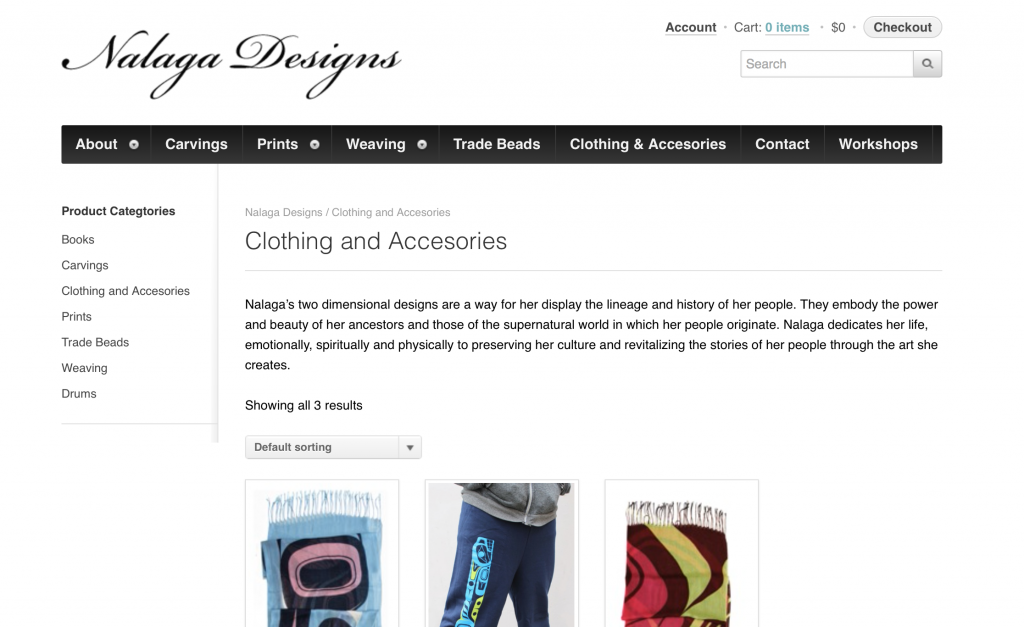 Nalaga Designs
Account • Cart: 0 items • $0 • Checkout
Search
About Carvings Prints Weaving Trade Beads Clothing & Accesories Contact Workshops
Product Categtories
Books
Carvings
Clothing and Accesories
Prints
Trade Beads
Weaving
Drums
Nalaga Designs / Clothing and Accesories
Clothing and Accesories
Nalaga’s two dimensional designs are a way for her display the lineage and history of her people. They embody the power
and beauty of her ancestors and those of the supernatural world in which her people originate. Nalaga dedicates her life,
emotionally, spiritually and physically to preserving her culture and revitalizing the stories of her people through the art she
creates.
Showing all 3 results
Default sorting